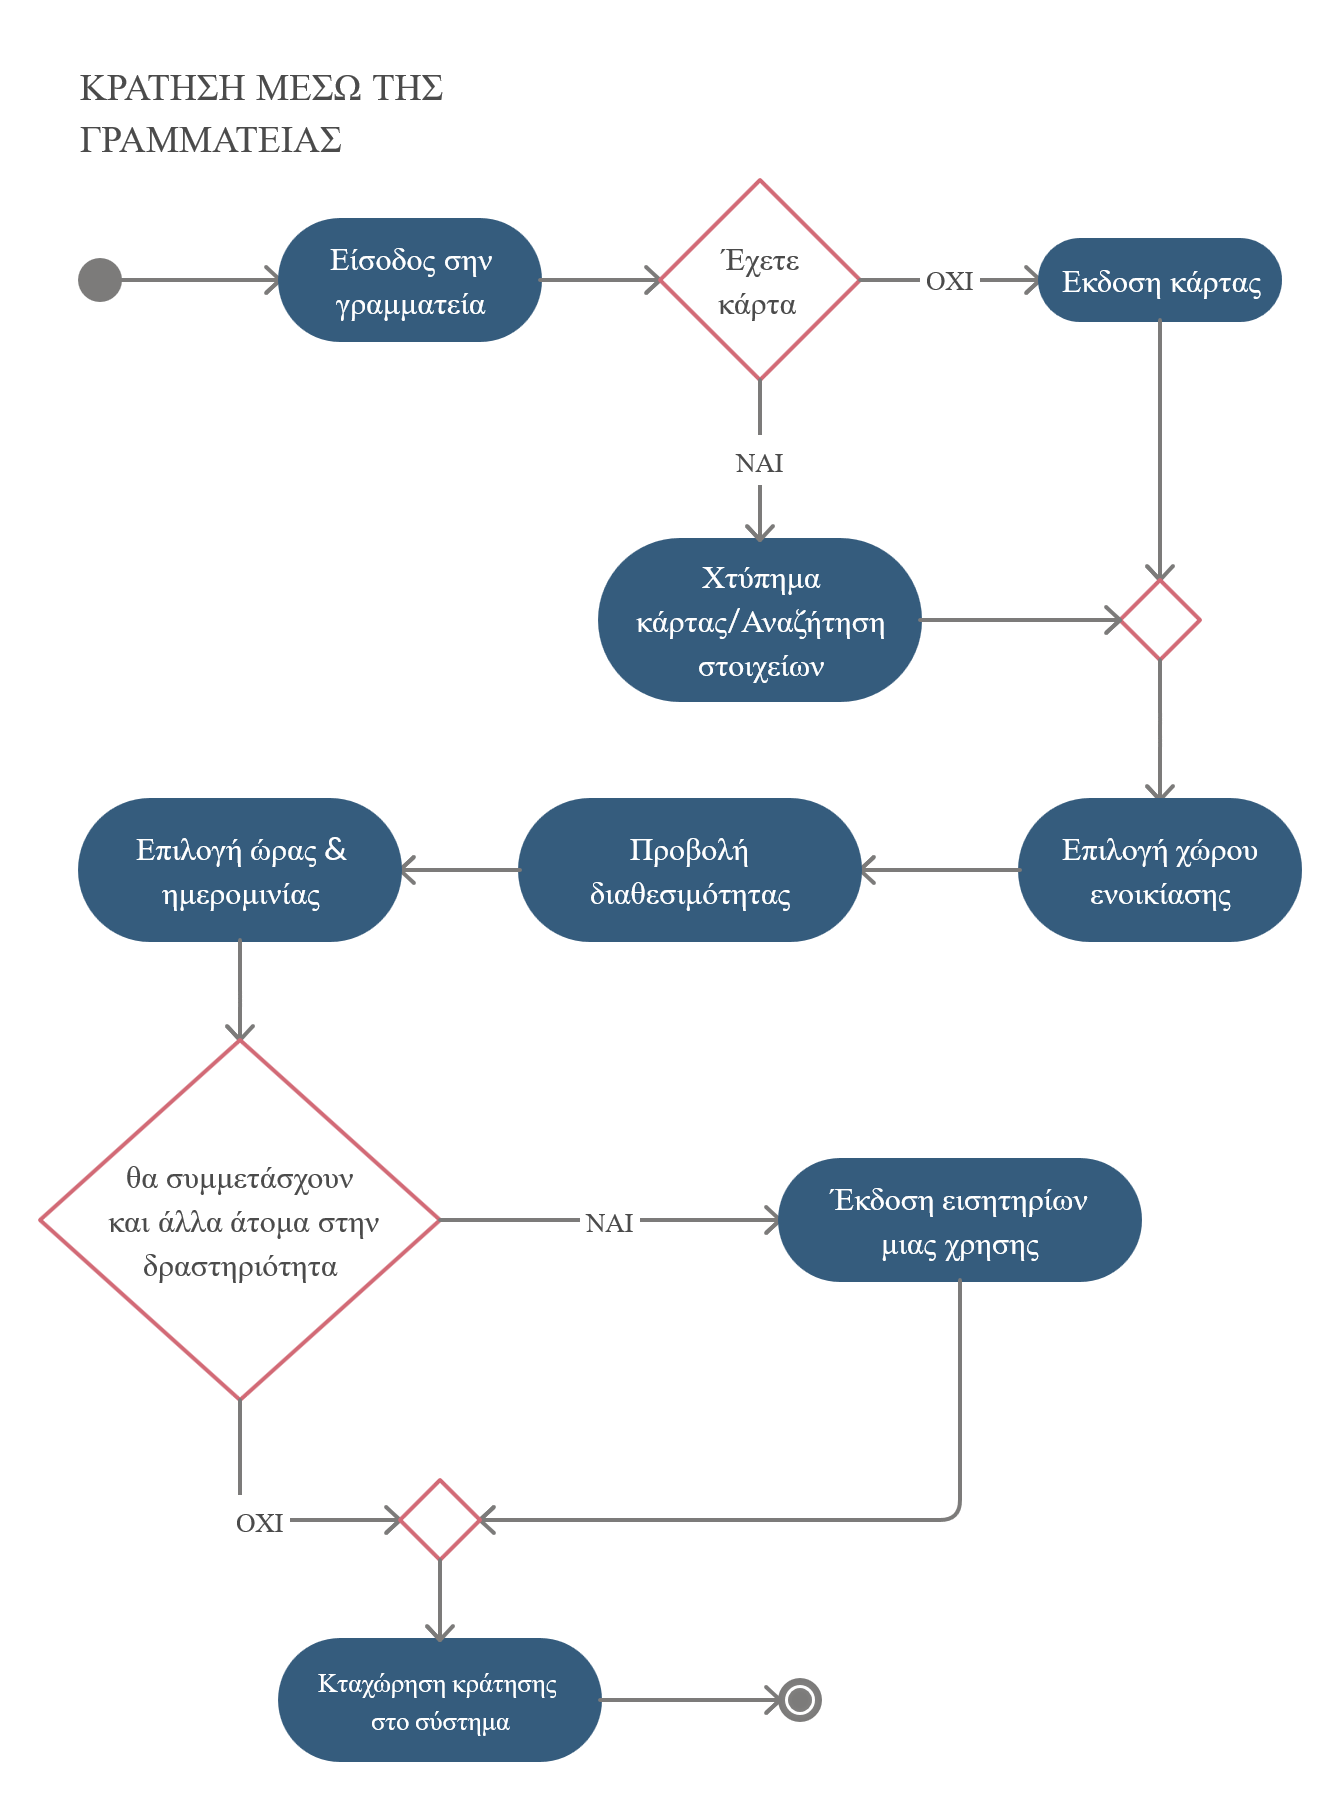 ΚΡΑΤΗΣΗ ΜΕΣΩ ΤΗΣ
ΓΡΑΜΜΑΤΕΙΑΣ
Είσοδος σην
γραμματεία
Έχετε
κάρτα
ΟΧΙ
Εκδοση κάρτας
ΝΑΙ
Χτύπημα
κάρτας/Αναζήτηση
στοιχείων
Επιλογή ώρας &
ημερομινίας
Προβολή
διαθεσιμότητας
Επιλογή χώρου
ενοικίασης
θα συμμετάσχουν
και άλλα άτομα στην
δραστηριότητα
ΝΑΙ
Έκδοση εισητηρίων
μιας χρησης
ΟΧΙ
Κταχώρηση κράτησης
στο σύστημα